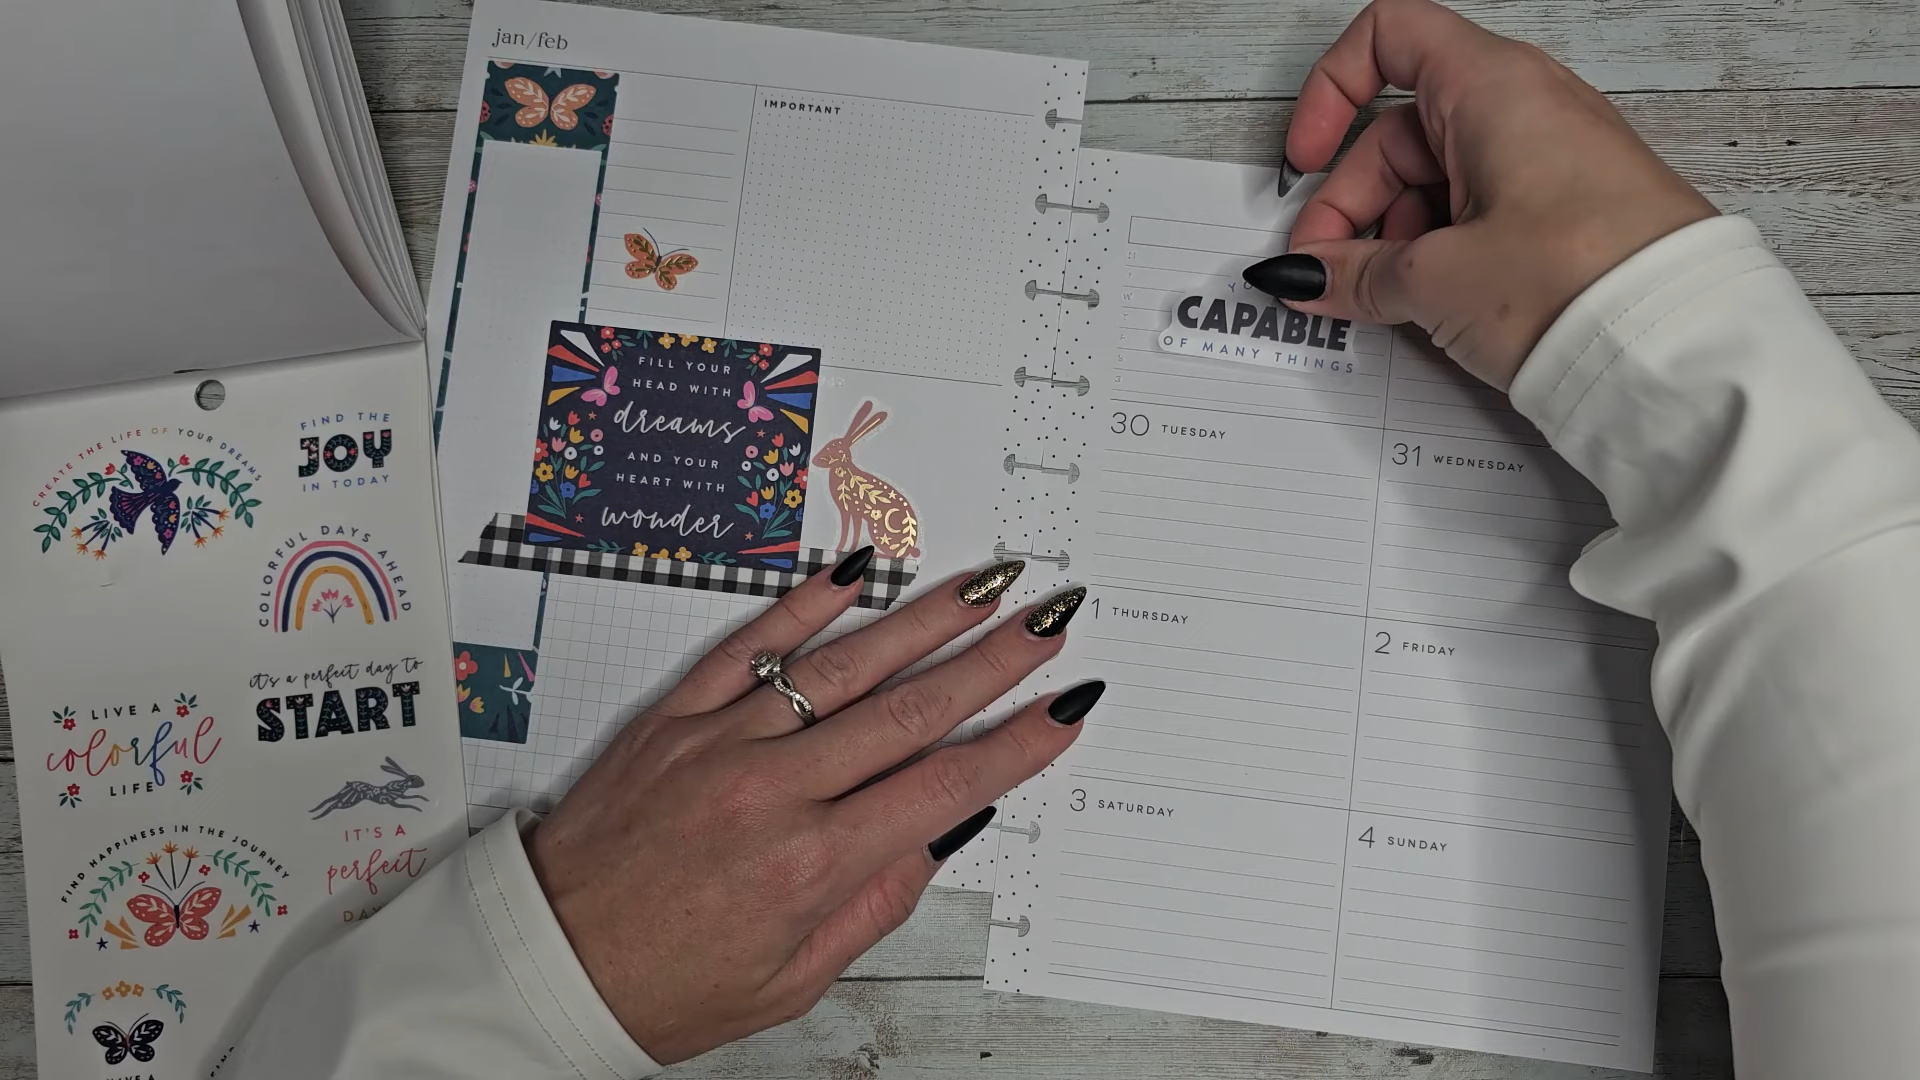 jan/feb
IMPORTANT
FILL YOUR
HEAD WITH
dreams
AND YOUR
HEART WITH
wonder
CAPABLE
OF MANY THINGS
30 TUESDAY
31 WEDNESDAY
1 THURSDAY
2 FRIDAY
3 SATURDAY
4 SUNDAY
CREATE THE LIFE OF YOUR DREAMS
FIND THE
JOY
IN TODAY
COLORFUL DAYS AHEAD
it's a perfect day to
START
LIVE A
colorful
LIFE
IT'S A
perfect
DAY
FIND HAPPINESS IN THE JOURNEY